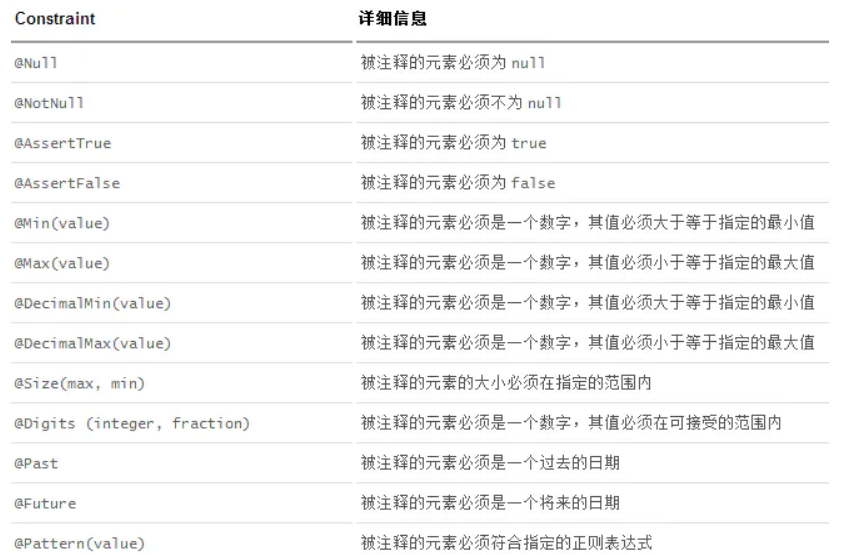 Constraint 详细信息
@Null 被注释的元素必须为 null
@NotNull 被注释的元素必须不为 null
@AssertTrue 被注释的元素必须为 true
@AssertFalse 被注释的元素必须为 false
@Min(value) 被注释的元素必须是一个数字，其值必须大于等于指定的最小值
@Max(value) 被注释的元素必须是一个数字，其值必须小于等于指定的最大值
@DecimalMin(value) 被注释的元素必须是一个数字，其值必须大于等于指定的最小值
@DecimalMax(value) 被注释的元素必须是一个数字，其值必须小于等于指定的最大值
@Size(max, min) 被注释的元素的大小必须在指定的范围内
@Digits (integer, fraction) 被注释的元素必须是一个数字，其值必须在可接受的范围内
@Past 被注释的元素必须是一个过去的日期
@Future 被注释的元素必须是一个将来的日期
@Pattern(value) 被注释的元素必须符合指定的正则表达式